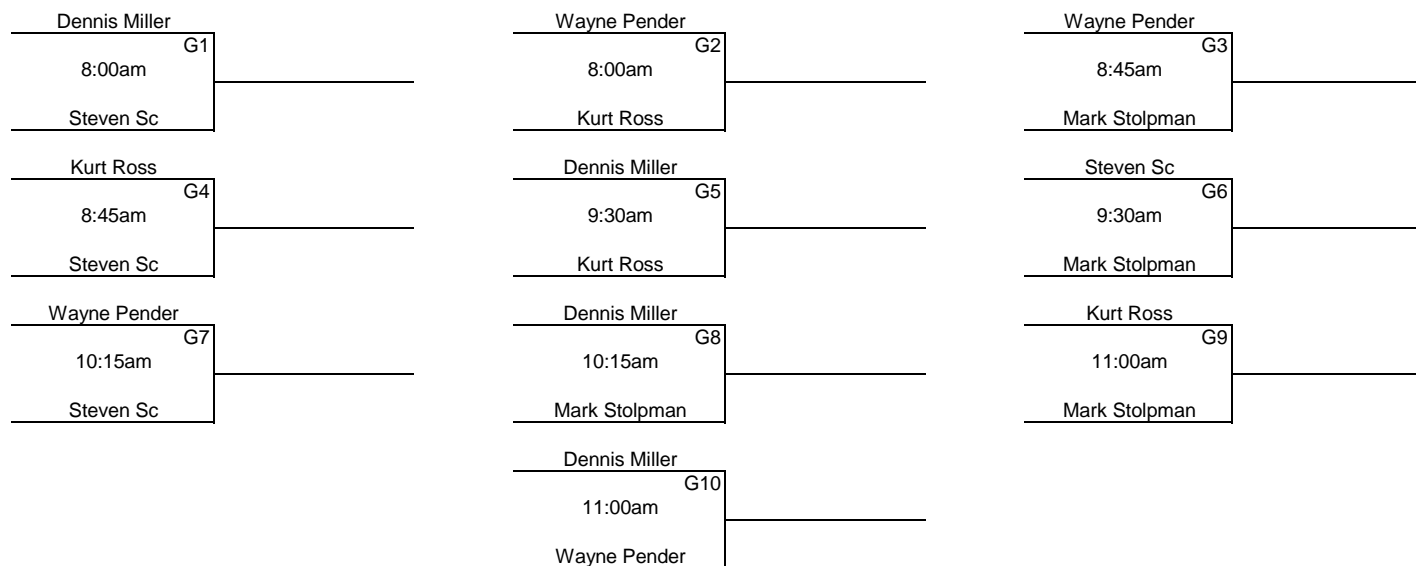 Dennis Miller
G1
8:00am
Steven Sc
Wayne Pender
G2
8:00am
Kurt Ross
Wayne Pender
G3
8:45am
Mark Stolpman
Kurt Ross
G4
8:45am
Steven Sc
Dennis Miller
G5
9:30am
Kurt Ross
Steven Sc
G6
9:30am
Mark Stolpman
Wayne Pender
G7
10:15am
Steven Sc
Dennis Miller
G8
10:15am
Mark Stolpman
Kurt Ross
G9
11:00am
Mark Stolpman
Dennis Miller
G10
11:00am
Wayne Pender